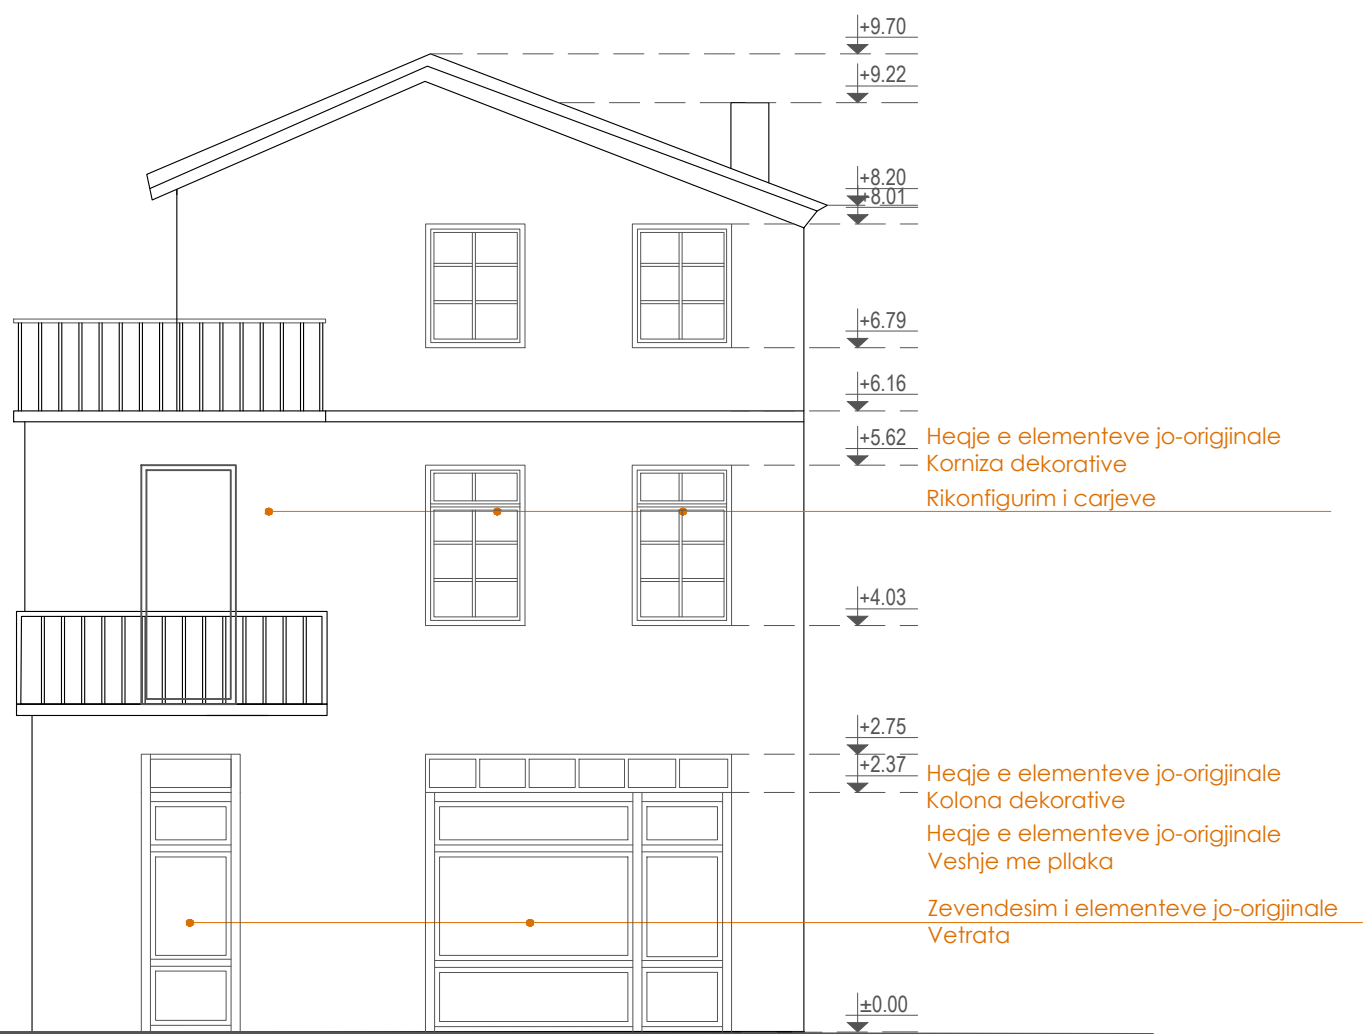 +9.70
+9.22
+8.20
+8.01
+6.79
+6.16
+5.62
Heqje e elementeve jo-origjinale
Korniza dekorative
Rikonfigurim i carjeve
+4.03
+2.75
+2.37
Heqje e elementeve jo-origjinale
Kolona dekorative
Heqje e elementeve jo-origjinale
Veshje me pllaka
Zevendesim i elementeve jo-origjinale
Vetrata
±0.00